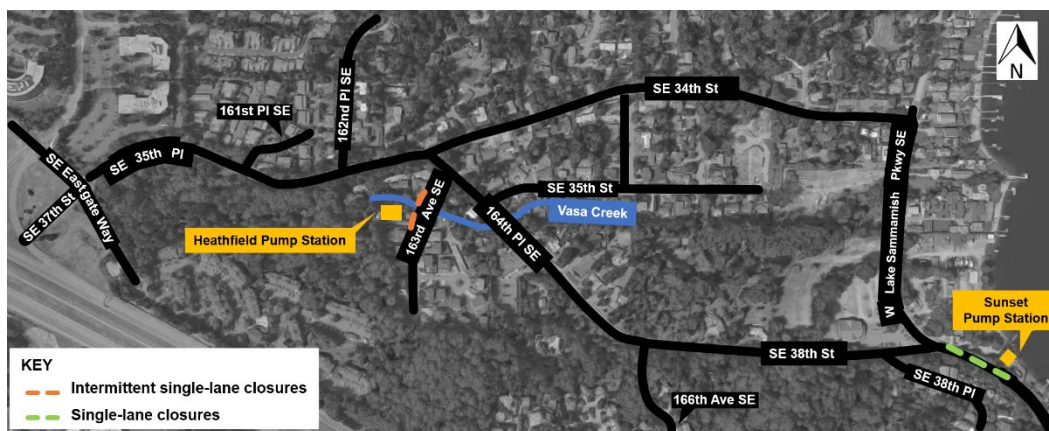 N
SE 34th St
161st Pl SE
162nd Pl SE
SE 35th Pl
SE Eastgate Way
SE 37th St
163rd Ave SE
SE 35th St
Vasa Creek
Heathfield Pump Station
164th Pl SE
W Lake Sammamish Pkwy SE
Sunset
Pump Station
SE 38th St
SE 38th Pl
166th Ave SE
KEY
Intermittent single-lane closures
Single-lane closures